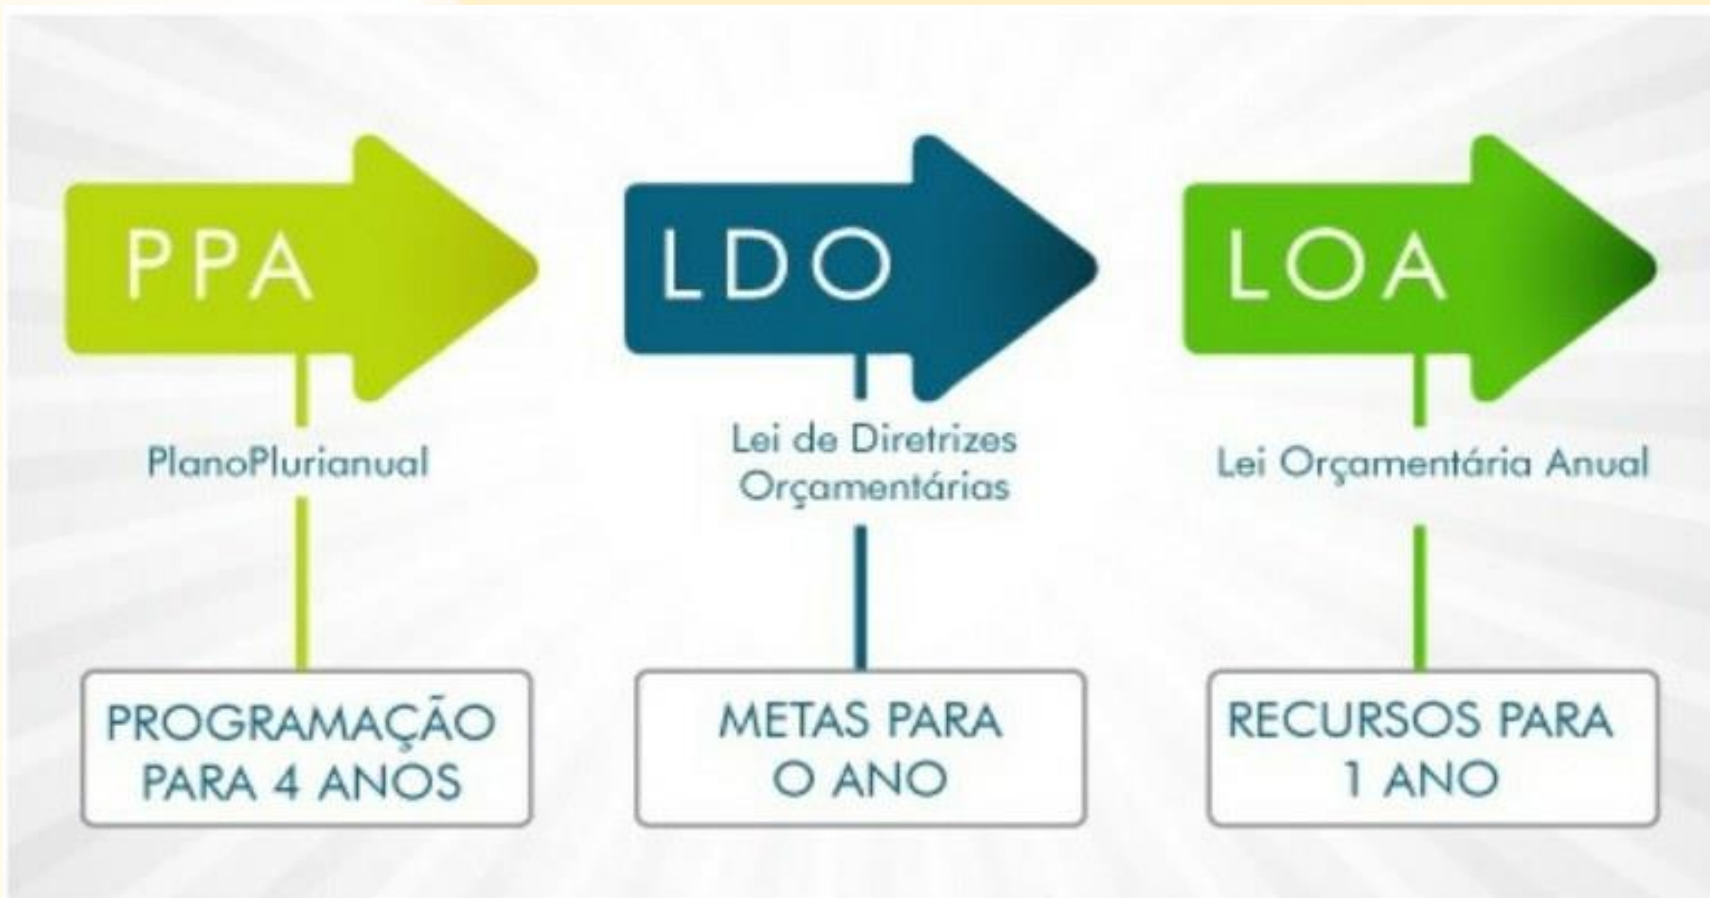 PPA
PlanoPlurianual
PROGRAMAÇÃO
PARA 4 ANOS
LDO
Lei de Diretrizes
Orçamentárias
METAS PARA
O ANO
LOA
Lei Orçamentária Anual
RECURSOS PARA
1 ANO